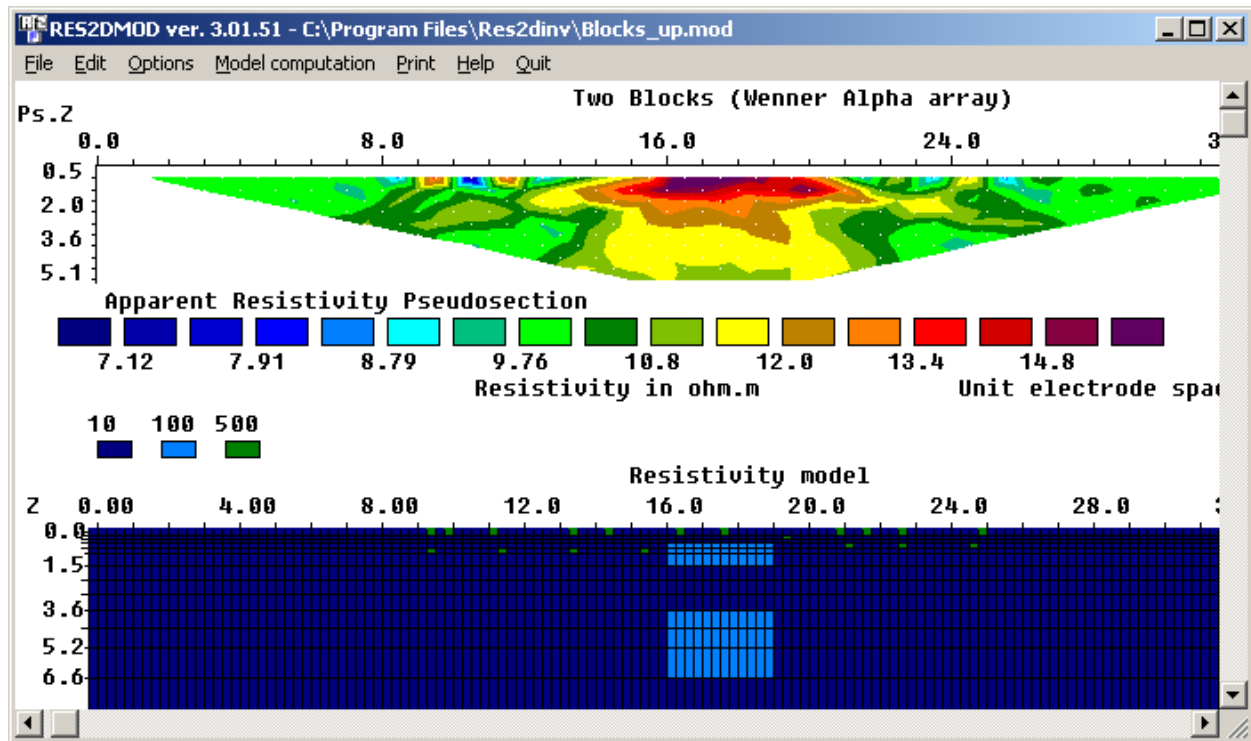 RES2DMOD ver. 3.01.51 - C:\Program Files\Res2dinv\Blocks_up.mod
File Edit Options Model computation Print Help Quit
Two Blocks (Wenner Alpha array)
Ps.Z
0.0 8.0 16.0 24.0 3
0.5
2.0
3.6
5.1
Apparent Resistivity Pseudosection
7.12 7.91 8.79 9.76 10.8 12.0 13.4 14.8
Resistivity in ohm.m Unit electrode spac
10 100 500
Resistivity model
Z 0.00 4.00 8.00 12.0 16.0 20.0 24.0 28.0
0.0
1.5
3.6
5.2
6.6